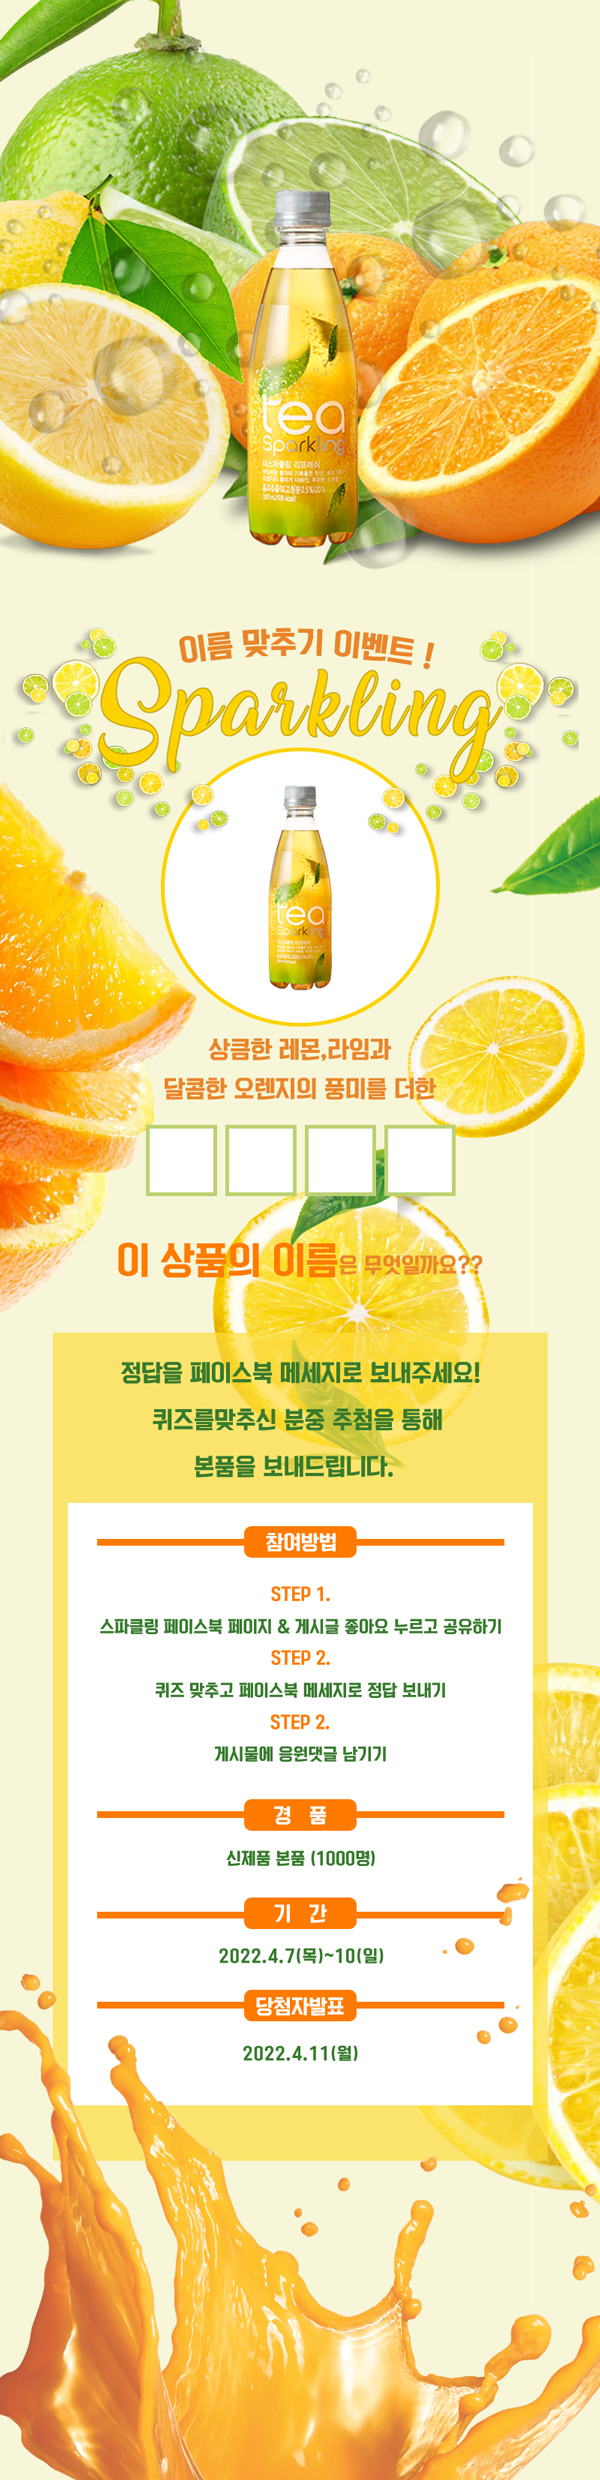 tea
Sparkling
티스파클링 리프레쉬
이름 맞추기 이벤트 !
Sparkling
tea
Sparkling
상큼한 레몬,라임과
달콤한 오렌지의 풍미를 더한
이 상품의 이름은 무엇일까요??
정답을 페이스북 메세지로 보내주세요!
퀴즈를맞추신 분중 추첨을 통해
본품을 보내드립니다.
참여방법
STEP 1.
스파클링 페이스북 페이지 & 게시글 좋아요 누르고 공유하기
STEP 2.
퀴즈 맞추고 페이스북 메세지로 정답 보내기
STEP 2.
게시물에 응원댓글 남기기
경 품
신제품 본품 (1000명)
기 간
2022.4.7(목)~10(일)
당첨자발표
2022.4.11(월)